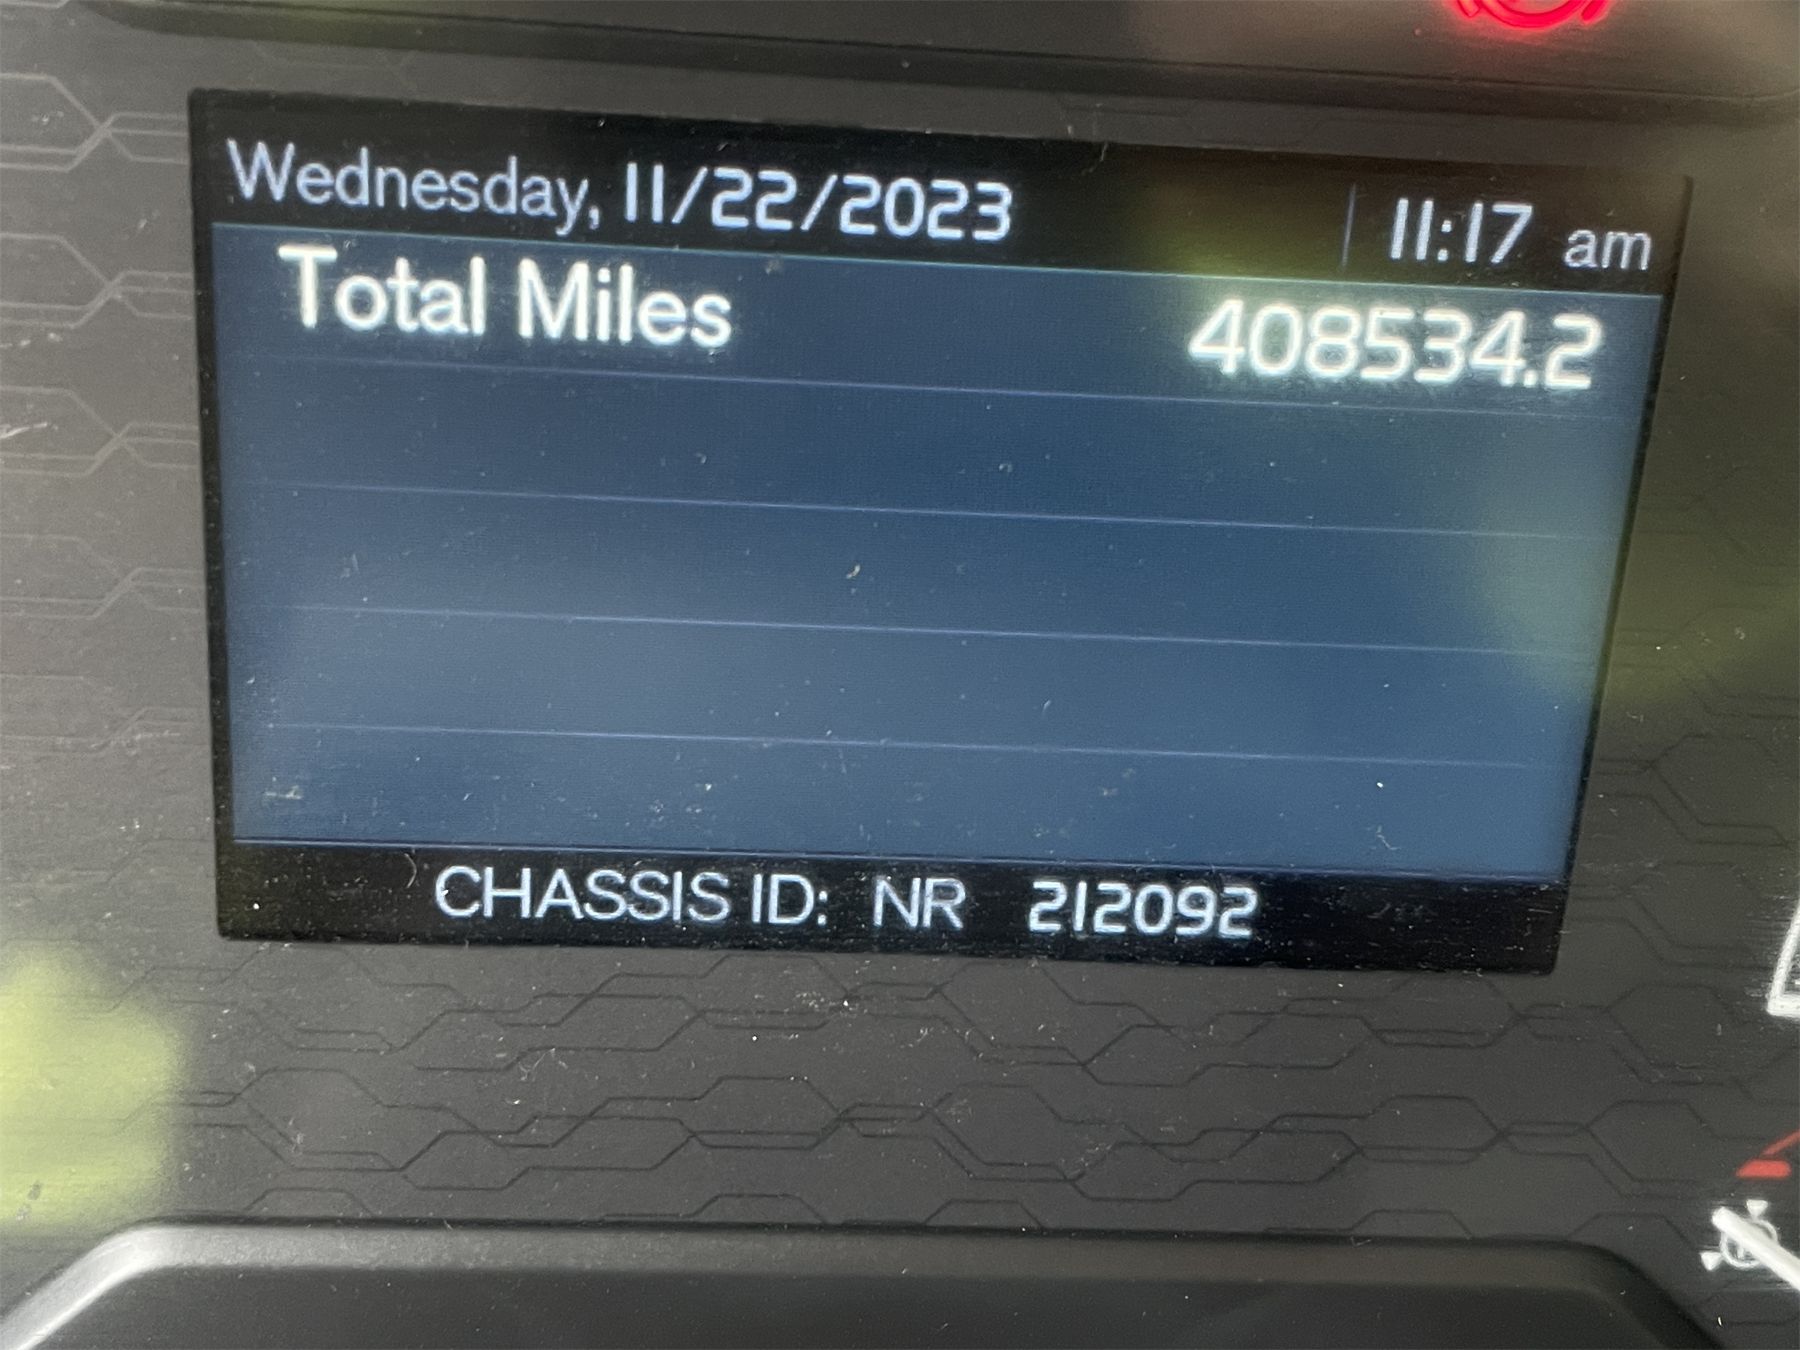 Wednesday, 11/22/2023 11:17 am
Total Miles 408534.2
CHASSIS ID: NR 212092